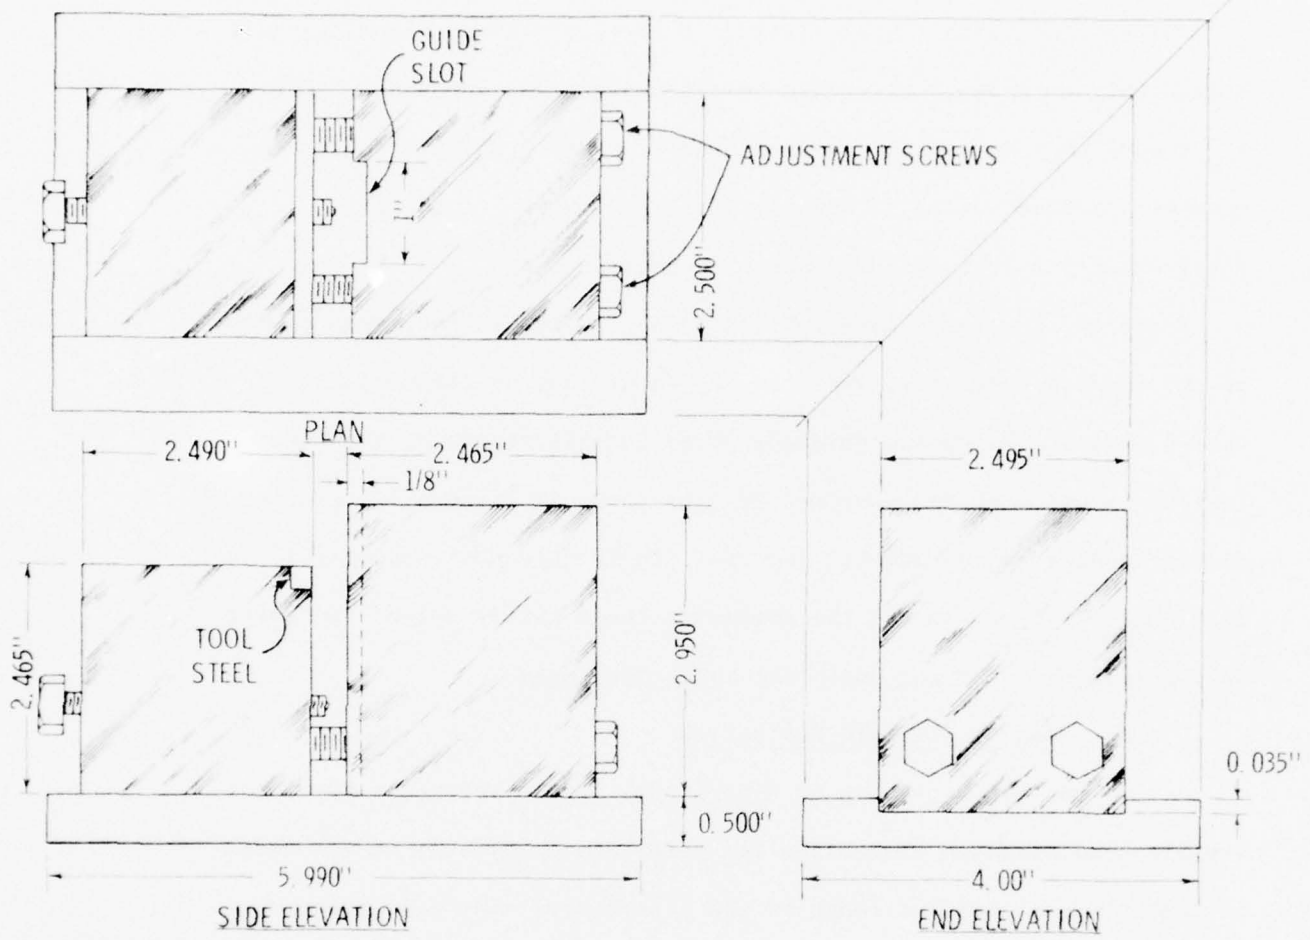 GUIDE
SLOT
ADJUSTMENT SCREWS
1"
2.500"
PLAN
2.490"
2.465"
1/8"
2.495"
2.465"
TOOL
STEEL
2.950"
0.035"
0.500"
5.990"
4.00"
SIDE ELEVATION
END ELEVATION